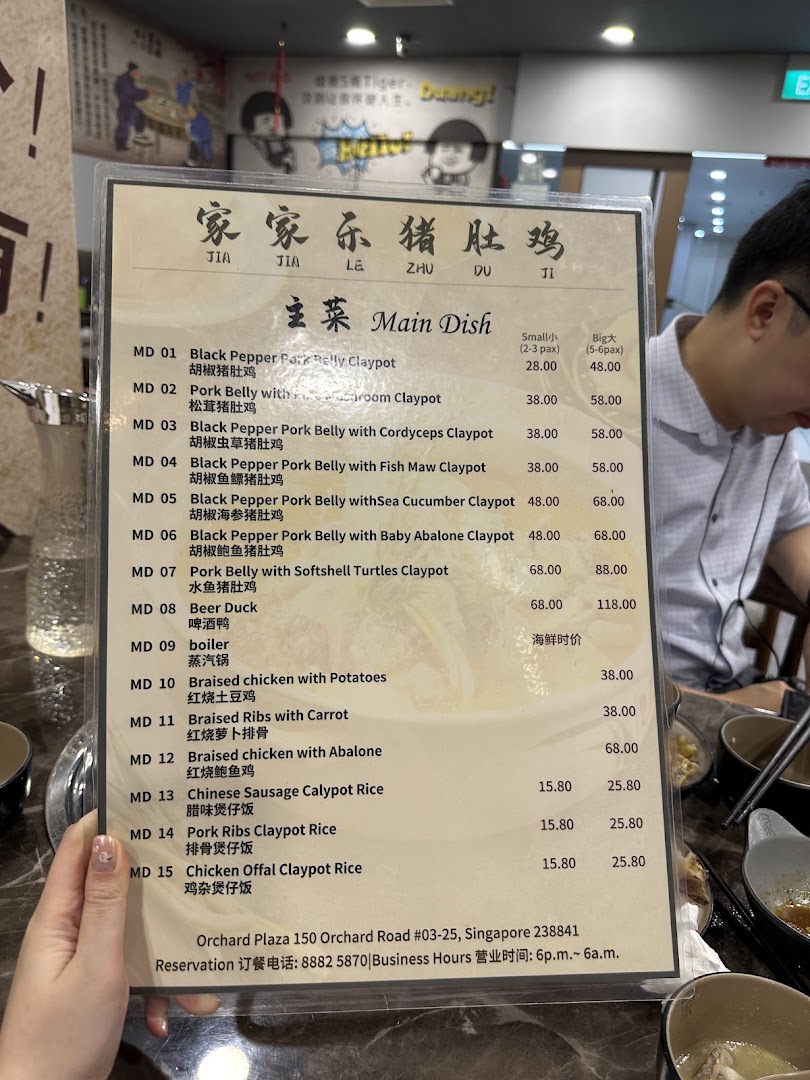 Duang!
Hello!
家家乐猪肚鸡
JIA JIA LE ZHU DU JI
主菜 Main Dish
Small小 Big大
(2-3 pax) (5-6pax)
MD 01 Black Pepper Pork Belly Claypot 28.00 48.00
胡椒猪肚鸡
MD 02 Pork Belly with Mushroom Claypot 38.00 58.00
松茸猪肚鸡
MD 03 Black Pepper Pork Belly with Cordyceps Claypot 38.00 58.00
胡椒虫草猪肚鸡
MD 04 Black Pepper Pork Belly with Fish Maw Claypot 38.00 58.00
胡椒鱼鳔猪肚鸡
MD 05 Black Pepper Pork Belly withSea Cucumber Claypot 48.00 68.00
胡椒海参猪肚鸡
MD 06 Black Pepper Pork Belly with Baby Abalone Claypot 48.00 68.00
胡椒鲍鱼猪肚鸡
MD 07 Pork Belly with Softshell Turtles Claypot 68.00 88.00
水鱼猪肚鸡
MD 08 Beer Duck 68.00 118.00
啤酒鸭
MD 09 boiler 海鲜时价
蒸汽锅
MD 10 Braised chicken with Potatoes 38.00
红烧土豆鸡
MD 11 Braised Ribs with Carrot 38.00
红烧萝卜排骨
MD 12 Braised chicken with Abalone 68.00
红烧鲍鱼鸡
MD 13 Chinese Sausage Calypot Rice 15.80 25.80
腊味煲仔饭
MD 14 Pork Ribs Claypot Rice 15.80 25.80
排骨煲仔饭
MD 15 Chicken Offal Claypot Rice 15.80 25.80
鸡杂煲仔饭
Orchard Plaza 150 Orchard Road #03-25, Singapore 238841
Reservation 订餐电话: 8882 5870|Business Hours 营业时间: 6p.m.~ 6a.m.